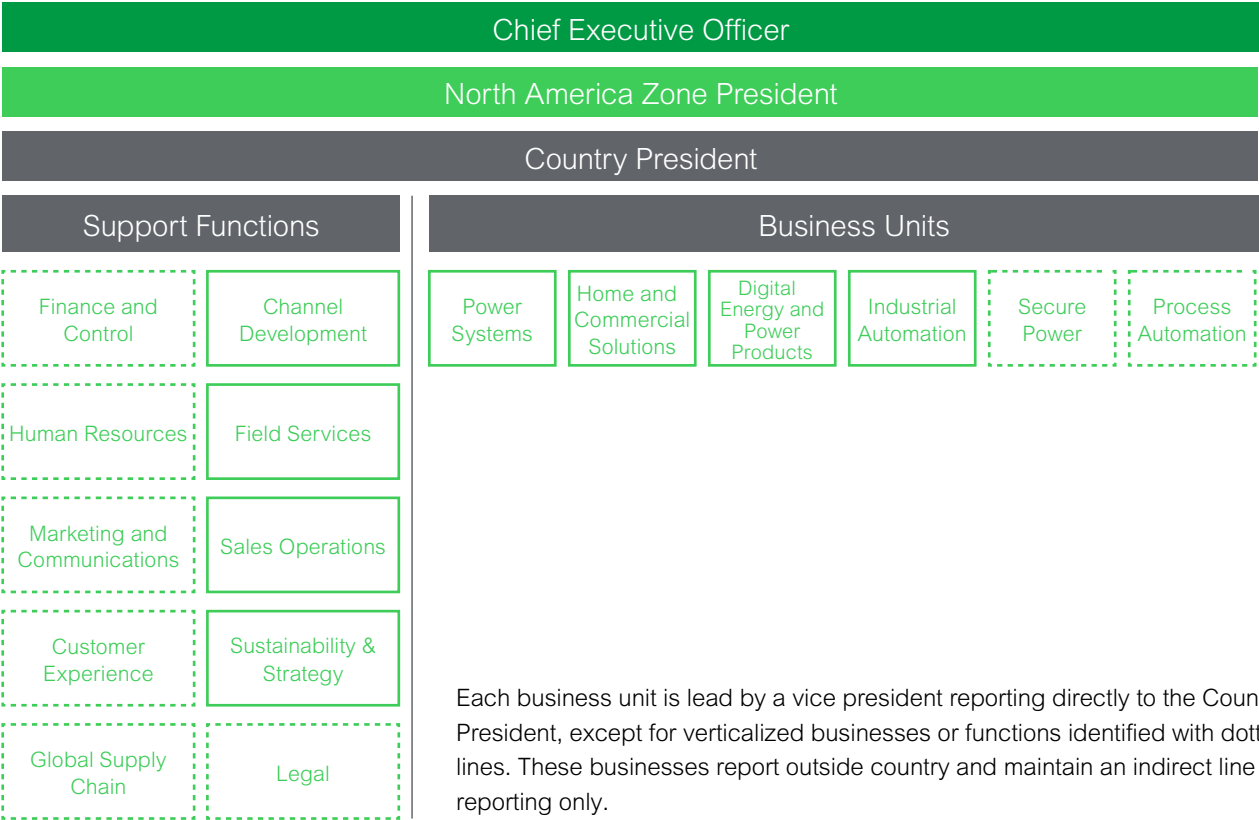 Chief Executive Officer
North America Zone President
Country President
Support Functions
Business Units
Finance and
Control
Channel
Development
Human Resources
Field Services
Marketing and
Communications
Sales Operations
Customer
Experience
Sustainability &
Strategy
Global Supply
Chain
Legal
Power
Systems
Home and
Commercial
Solutions
Digital
Energy and
Power
Products
Industrial
Automation
Secure
Power
Process
Automation
Each business unit is lead by a vice president reporting directly to the Coun
President, except for verticalized businesses or functions identified with dott
lines. These businesses report outside country and maintain an indirect line
reporting only.